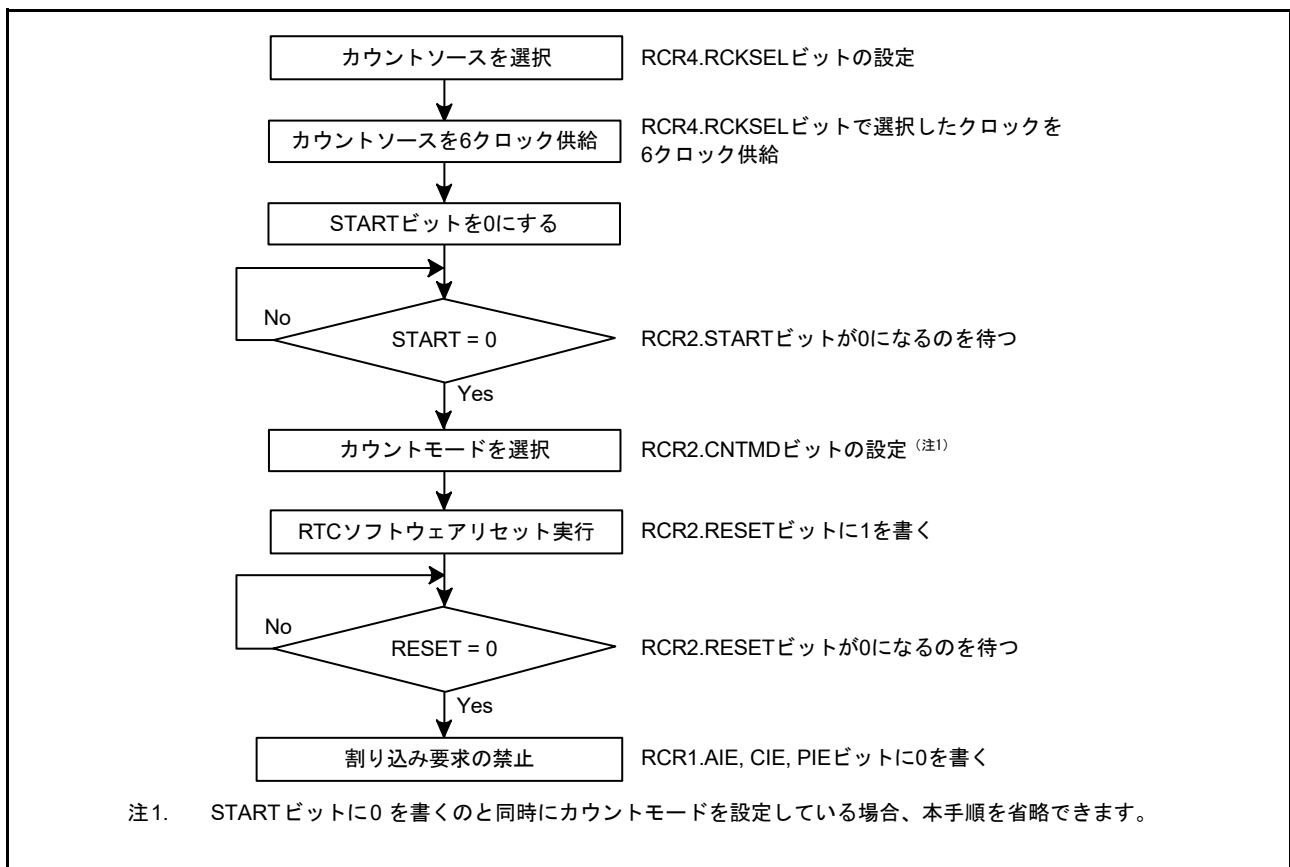 カウントソースを選択 RCR4.RCKSELビットの設定
カウントソースを6クロック供給 RCR4.RCKSELビットで選択したクロックを
6クロック供給
STARTビットを0にする
No
START = 0 RCR2.STARTビットが0になるのを待つ
Yes
カウントモードを選択 RCR2.CNTMDビットの設定（注1）
RTCソフトウェアリセット実行 RCR2.RESETビットに1を書く
No
RESET = 0 RCR2.RESETビットが0になるのを待つ
Yes
割り込み要求の禁止 RCR1.AIE, CIE, PIEビットに0を書く
注1. STARTビットに0 を書くのと同時にカウントモードを設定している場合、本手順を省略できます。